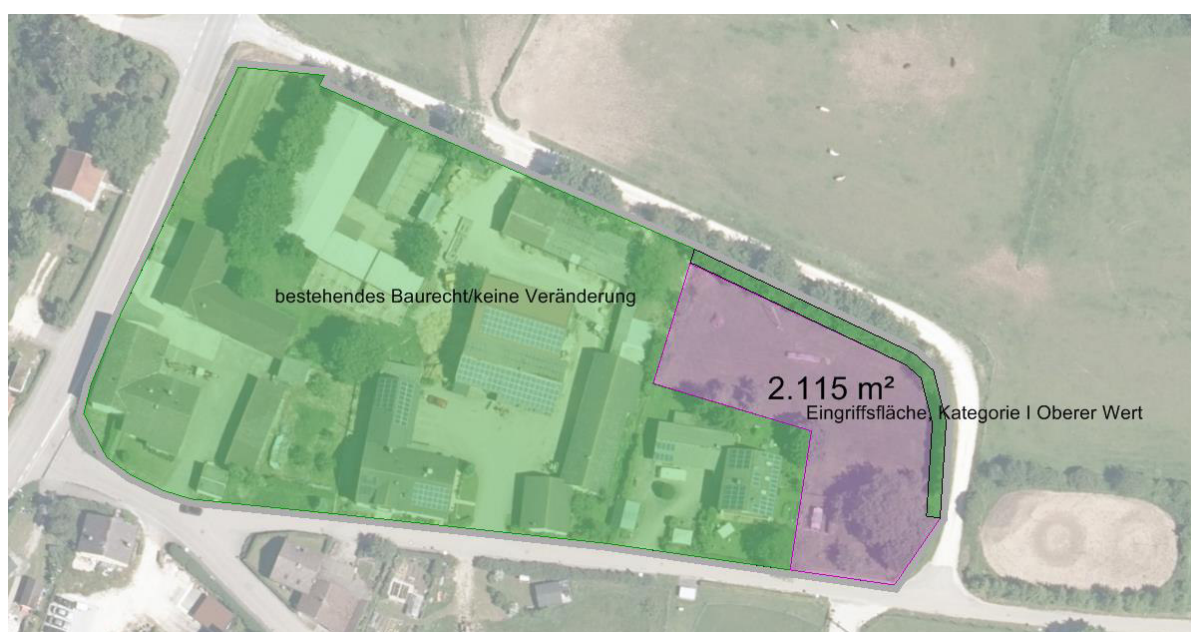 bestehendes Baurecht/keine Veränderung
2.115 m²
Eingriffsfläche, Kategorie I Oberer Wert